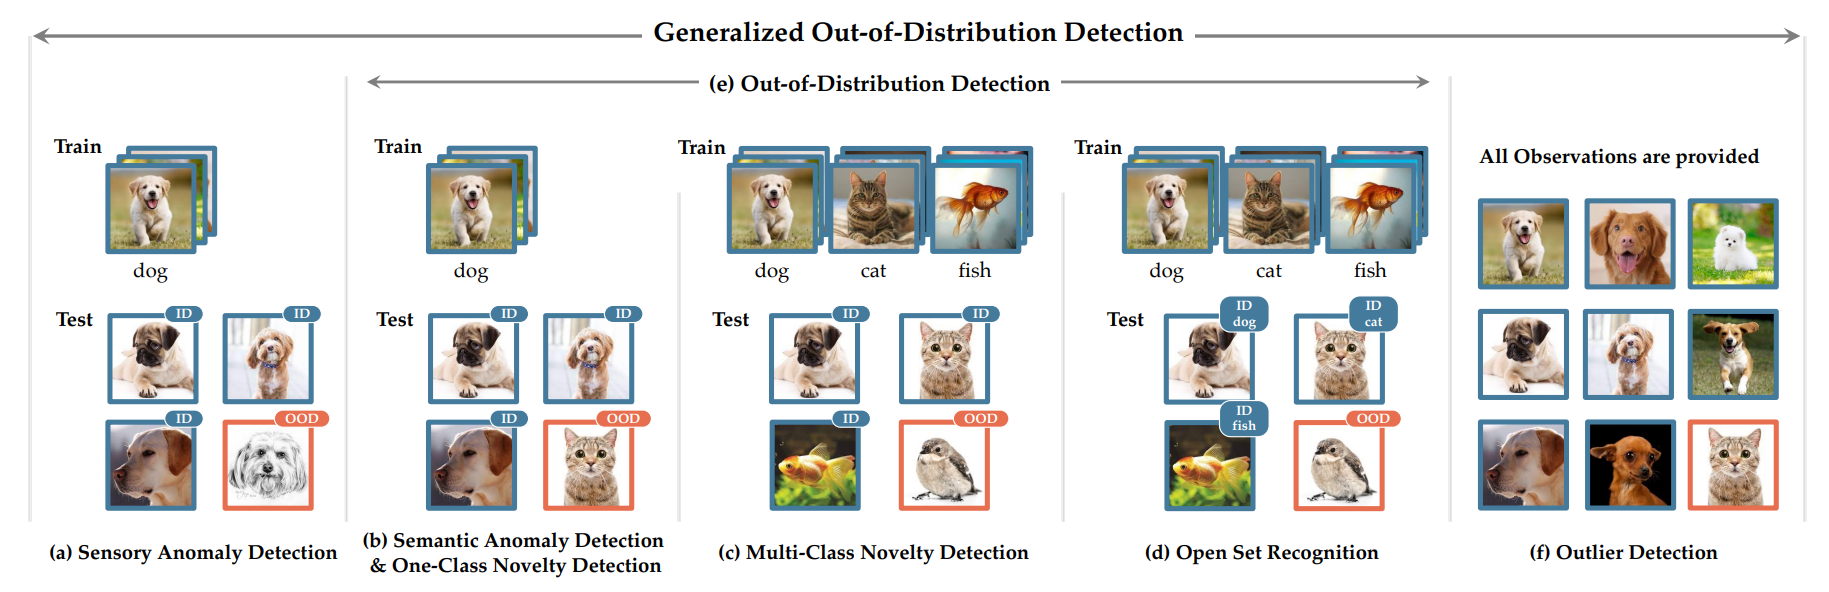 Generalized Out-of-Distribution Detection
(e) Out-of-Distribution Detection
Train
dog
Test
ID
ID
ID
OOD
(a) Sensory Anomaly Detection
Train
dog
Test
ID
ID
ID
OOD
(b) Semantic Anomaly Detection
& One-Class Novelty Detection
Train
dog
cat
fish
Test
ID
ID
ID
OOD
(c) Multi-Class Novelty Detection
Train
dog
cat
fish
Test
ID
dog
ID
cat
ID
fish
OOD
(d) Open Set Recognition
All Observations are provided
(f) Outlier Detection